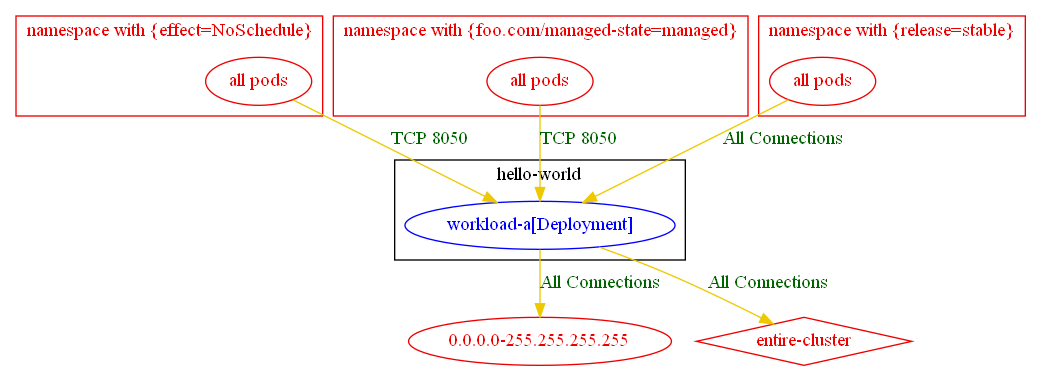 namespace with {effect=NoSchedule}
namespace with {foo.com/managed-state=managed}
namespace with {release=stable}
all pods
all pods
all pods
TCP 8050
TCP 8050
All Connections
hello-world
workload-a[Deployment]
All Connections
All Connections
0.0.0.0-255.255.255.255
entire-cluster